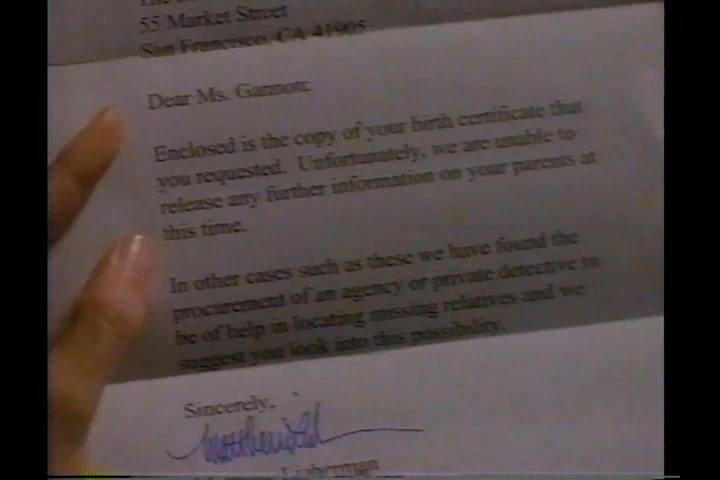 55 Market Street
San Francisco, CA 41905
Dear Ms. Gannon:
Enclosed is the copy of your birth certificate that
you requested. Unfortunately, we are unable to
release any further information on your parents at
this time.
In other cases such as these we have found the
procurement of an agency or private detective to
be of help in locating missing relatives and we
suggest you look into this possibility.
Sincerely,
Lieberman